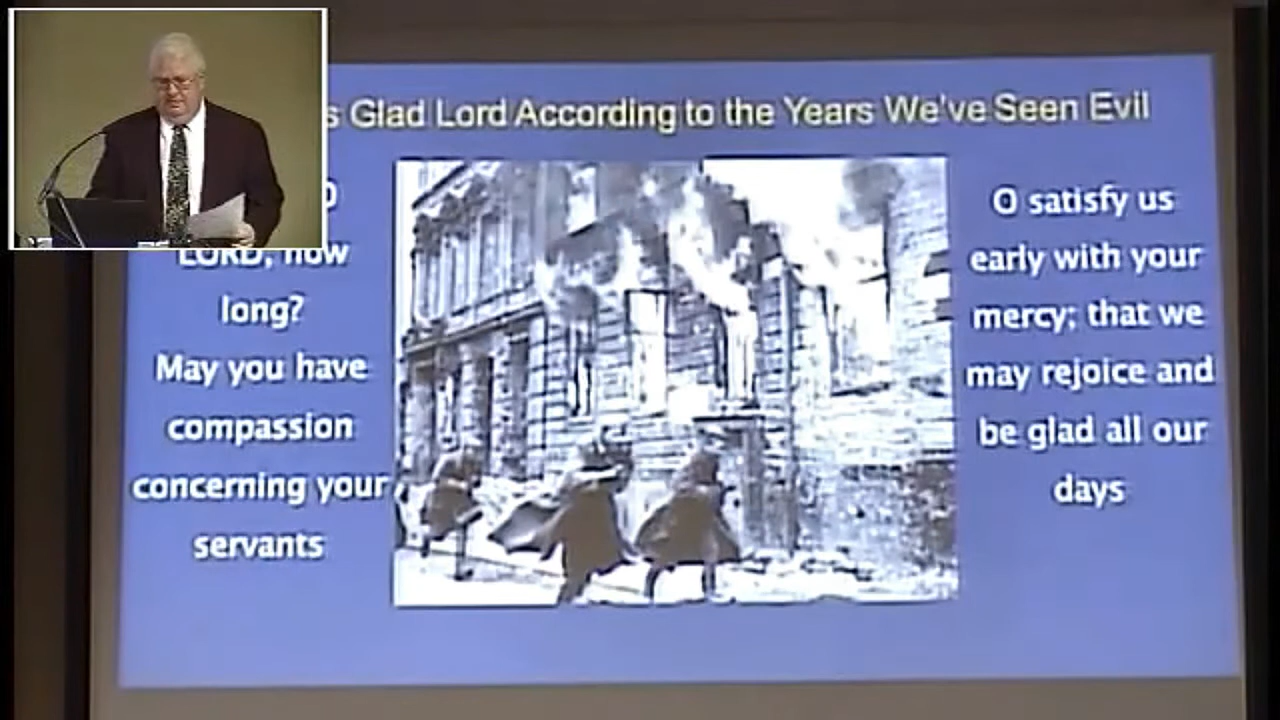 s Glad Lord According to the Years We've Seen Evil
LORD, how
long?
May you have
compassion
concerning your
servants
O satisfy us
early with your
mercy; that we
may rejoice and
be glad all our
days